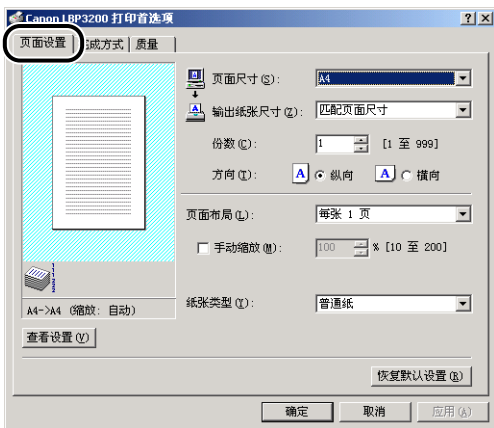 Canon LBP3200 打印首选项
页面设置 完成方式 质量
页面尺寸(S): A4
输出纸张尺寸(Z): 匹配页面尺寸
份数(C): 1 [1 至 999]
方向(T): A 纵向 A 横向
页面布局(L): 每张 1 页
手动缩放(M): 100 % [10 至 200]
A4->A4 (缩放: 自动)
纸张类型(Y): 普通纸
查看设置(V)
恢复默认设置(R)
确定 取消 应用(A)